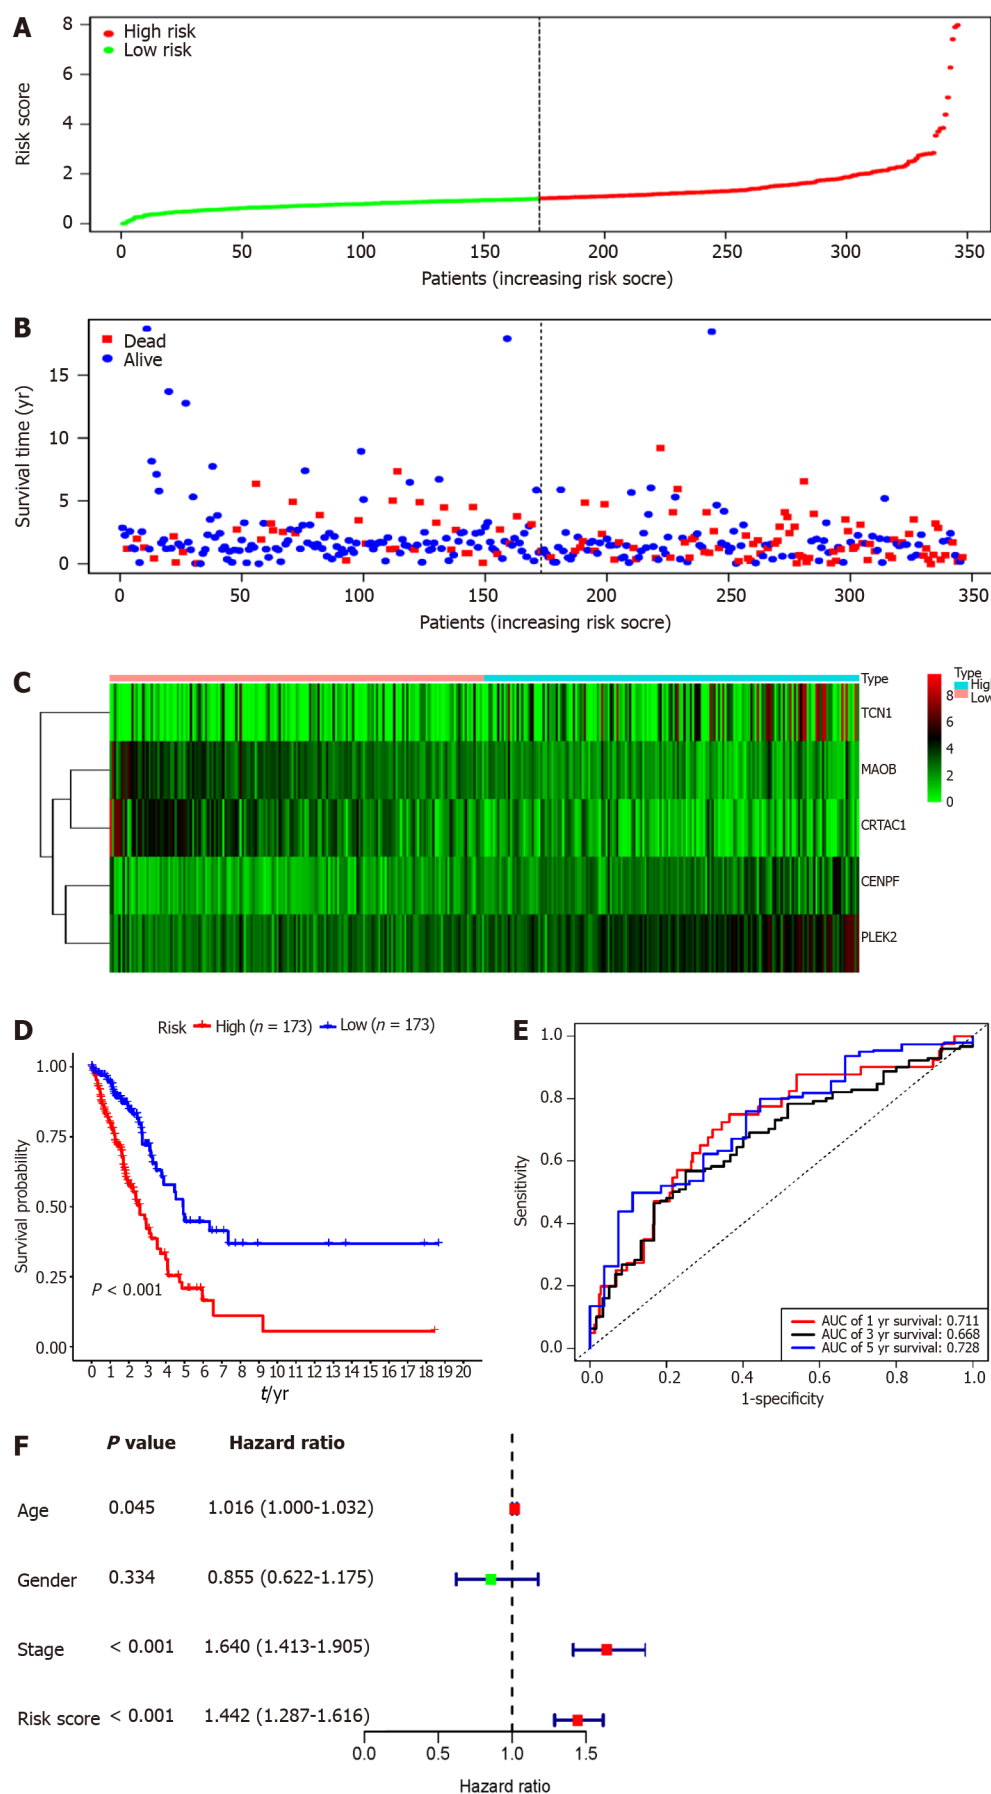 A
High risk
Low risk
Risk score
8
6
4
2
0
0 50 100 150 200 250 300 350
Patients (increasing risk socre)
B
Dead
Alive
Survival time (yr)
15
10
5
0
0 50 100 150 200 250 300 350
Patients (increasing risk socre)
C
Type
TCN1
MAOB
CRTAC1
CENPF
PLEK2
8
6
4
2
0
Type
High
Low
D
Risk High (n = 173) Low (n = 173)
Survival probability
1.00
0.75
0.50
0.25
0.00
P < 0.001
0 1 2 3 4 5 6 7 8 9 10 11 12 13 14 15 16 17 18 19 20
t/yr
E
Sensitivity
1.0
0.8
0.6
0.4
0.2
0.0
AUC of 1 yr survival: 0.711
AUC of 3 yr survival: 0.668
AUC of 5 yr survival: 0.728
0.0 0.2 0.4 0.6 0.8 1.0
1-specificity
F
P value Hazard ratio
Age 0.045 1.016 (1.000-1.032)
Gender 0.334 0.855 (0.622-1.175)
Stage < 0.001 1.640 (1.413-1.905)
Risk score < 0.001 1.442 (1.287-1.616)
0.0 0.5 1.0 1.5
Hazard ratio